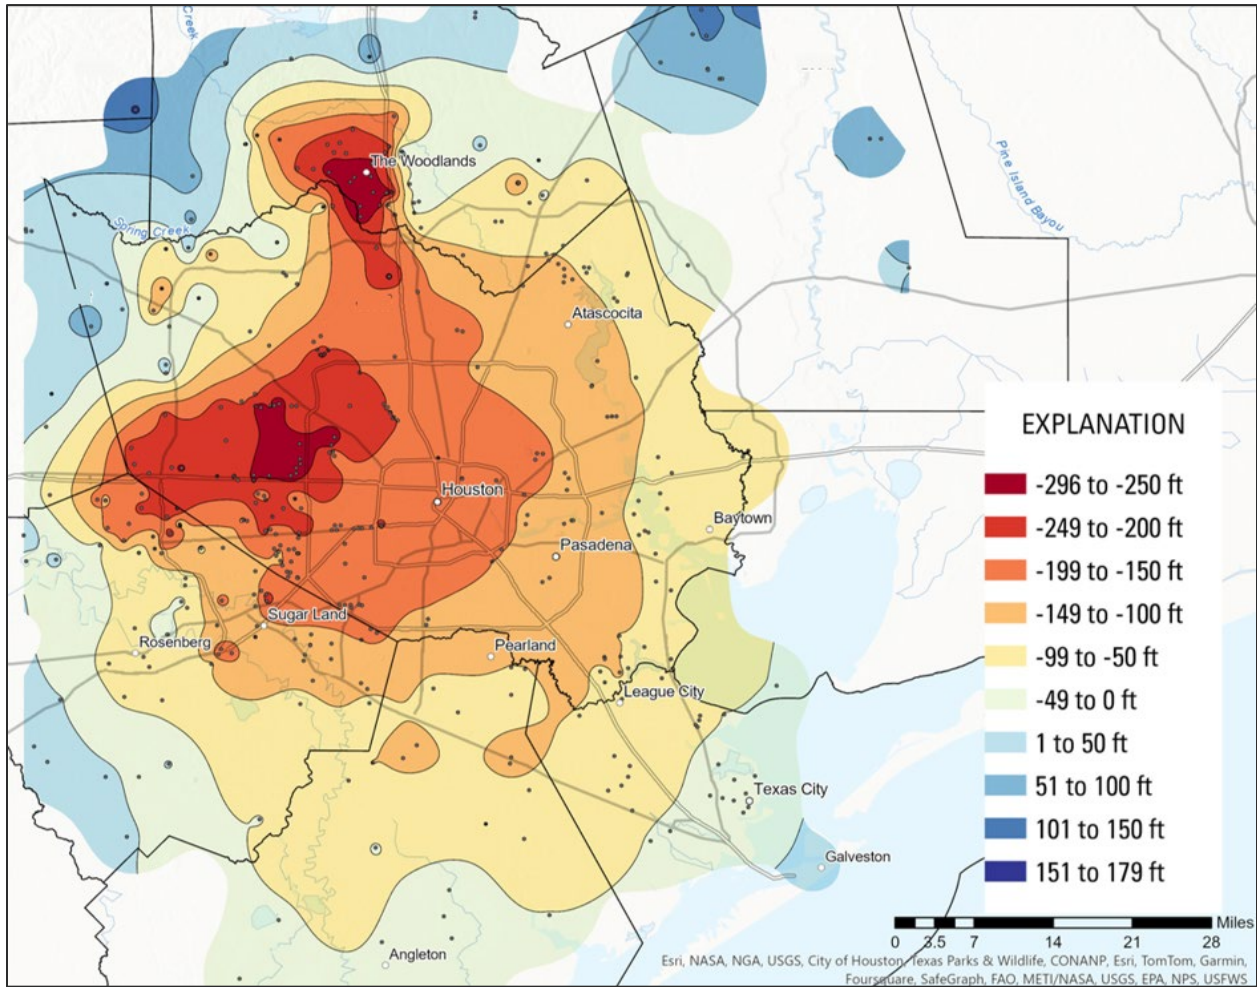 Creek
The Woodlands
Spring Creek
Pine Island Bayou
Atascocita
Houston
Baytown
Pasadena
Sugar Land
Rosenberg
Pearland
League City
Texas City
Galveston
Angleton
EXPLANATION
-296 to -250 ft
-249 to -200 ft
-199 to -150 ft
-149 to -100 ft
-99 to -50 ft
-49 to 0 ft
1 to 50 ft
51 to 100 ft
101 to 150 ft
151 to 179 ft
Miles
0 3.5 7 14 21 28
Esri, NASA, NGA, USGS, City of Houston, Texas Parks & Wildlife, CONANP, Esri, TomTom, Garmin,
Foursquare, SafeGraph, FAO, METI/NASA, USGS, EPA, NPS, USFWS